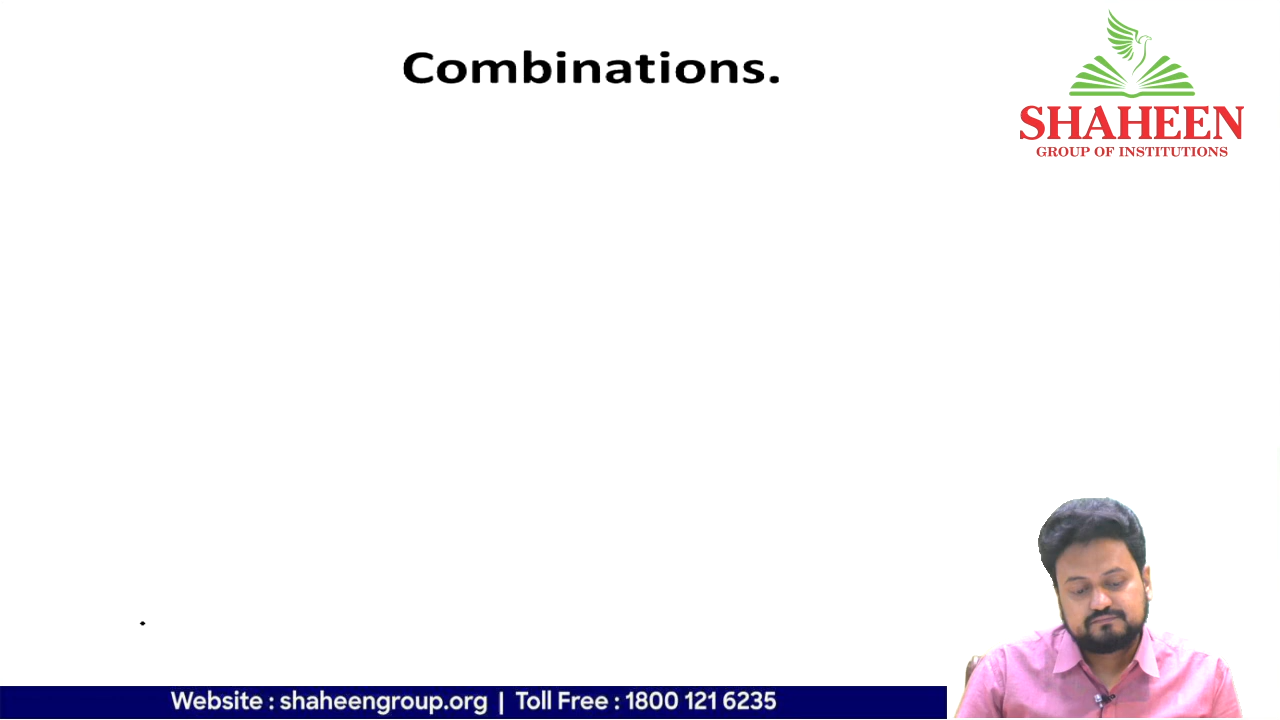 Combinations.
SHAHEEN
GROUP OF INSTITUTIONS
Website : shaheengroup.org | Toll Free : 1800 121 6235